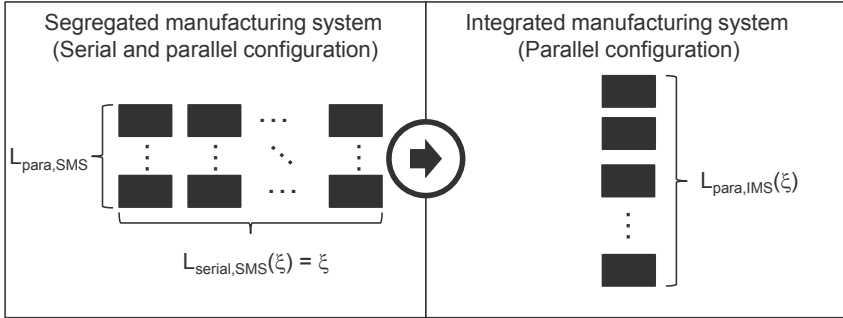 Segregated manufacturing system
(Serial and parallel configuration)
L_para,SMS
L_serial,SMS(ξ) = ξ
Integrated manufacturing system
(Parallel configuration)
L_para,IMS(ξ)